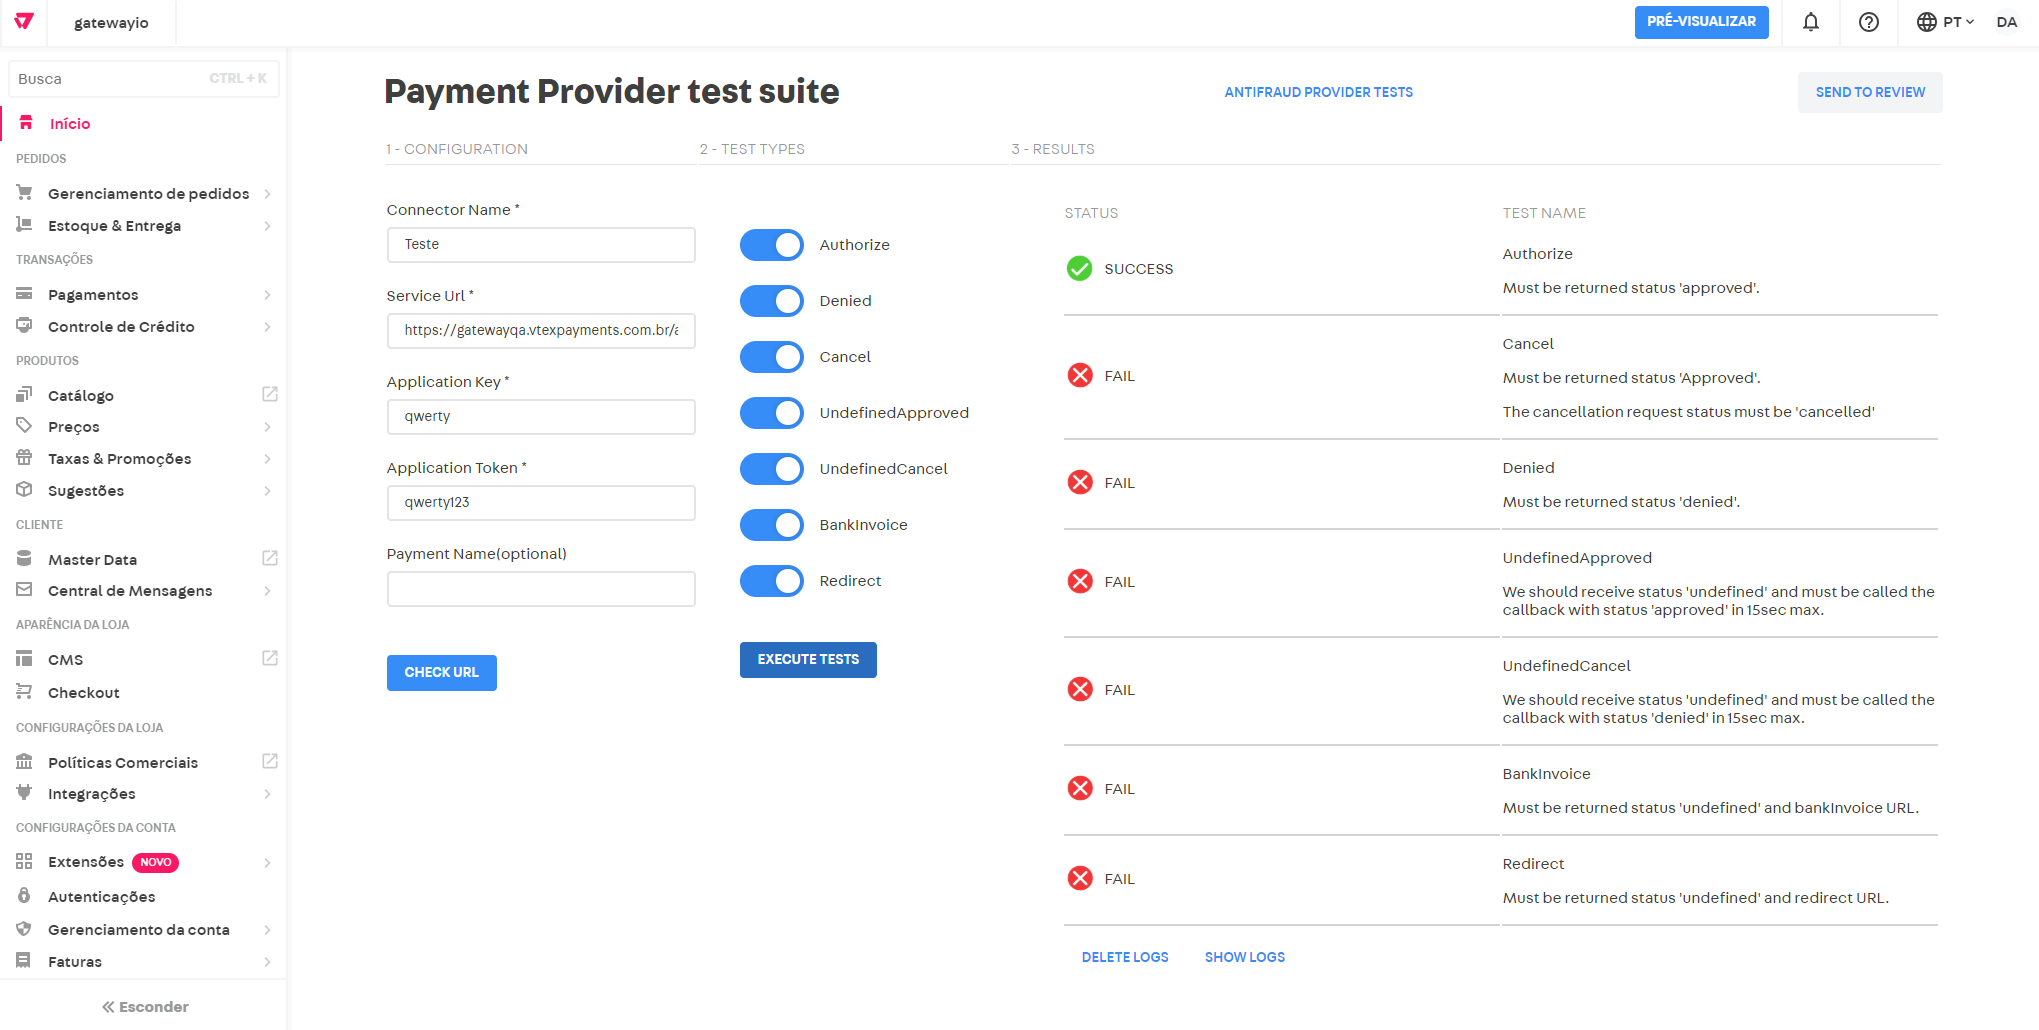 gatewayio
PRÉ-VISUALIZAR
PT
DA
Busca
CTRL + K
Início
PEDIDOS
Gerenciamento de pedidos
Estoque & Entrega
TRANSAÇÕES
Pagamentos
Controle de Crédito
PRODUTOS
Catálogo
Preços
Taxas & Promoções
Sugestões
CLIENTE
Master Data
Central de Mensagens
APARÊNCIA DA LOJA
CMS
Checkout
CONFIGURAÇÕES DA LOJA
Políticas Comerciais
Integrações
CONFIGURAÇÕES DA CONTA
Extensões NOVO
Autenticações
Gerenciamento da conta
Faturas
Esconder
Payment Provider test suite
ANTIFRAUD PROVIDER TESTS
SEND TO REVIEW
1 - CONFIGURATION
2 - TEST TYPES
3 - RESULTS
Connector Name *
Teste
Service Url *
https://gatewayqa.vtexpayments.com.br/a
Application Key *
qwerty
Application Token *
qwerty123
Payment Name(optional)
CHECK URL
Authorize
Denied
Cancel
UndefinedApproved
UndefinedCancel
BankInvoice
Redirect
EXECUTE TESTS
STATUS
TEST NAME
SUCCESS
Authorize
Must be returned status 'approved'.
FAIL
Cancel
Must be returned status 'Approved'.
The cancellation request status must be 'cancelled'
FAIL
Denied
Must be returned status 'denied'.
FAIL
UndefinedApproved
We should receive status 'undefined' and must be called the
callback with status 'approved' in 15sec max.
FAIL
UndefinedCancel
We should receive status 'undefined' and must be called the
callback with status 'denied' in 15sec max.
FAIL
BankInvoice
Must be returned status 'undefined' and bankInvoice URL.
FAIL
Redirect
Must be returned status 'undefined' and redirect URL.
DELETE LOGS
SHOW LOGS